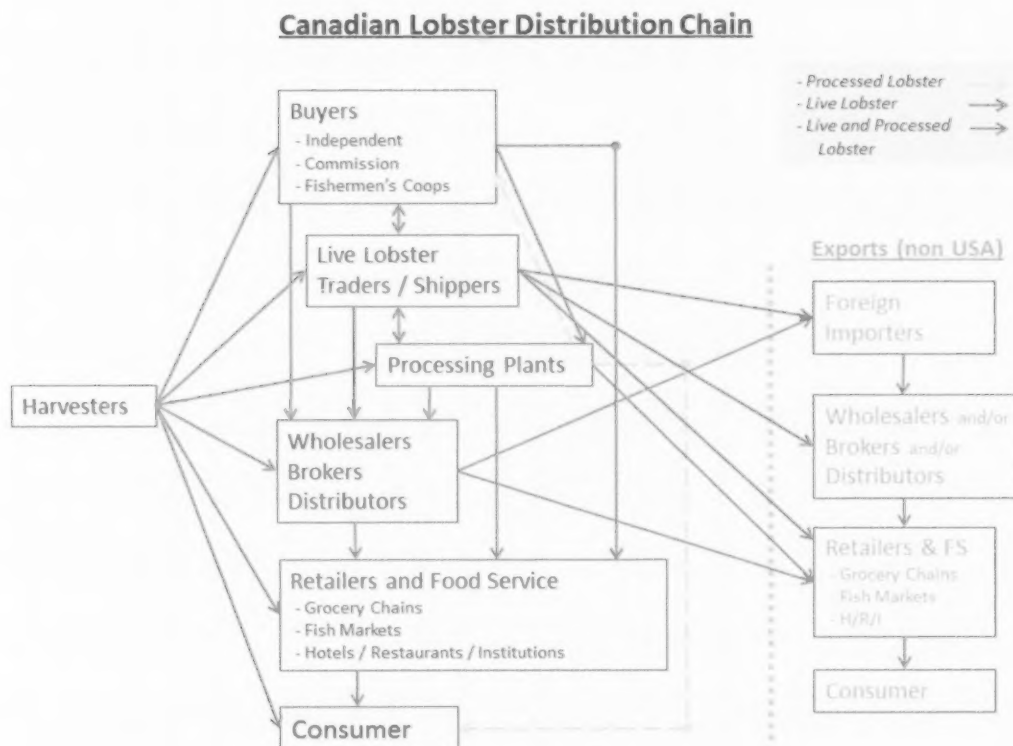 Canadian Lobster Distribution Chain
- Processed Lobster
- Live Lobster
- Live and Processed
Lobster
Buyers
- Independent
- Commission
- Fishermen's Coops
Live Lobster
Traders / Shippers
Processing Plants
Harvesters
Wholesalers
Brokers
Distributors
Retailers and Food Service
- Grocery Chains
- Fish Markets
- Hotels / Restaurants / Institutions
Consumer
Exports (non USA)
Foreign
Importers
Wholesalers and/or
Brokers and/or
Distributors
Retailers & FS
- Grocery Chains
- Fish Markets
- H/R/I
Consumer